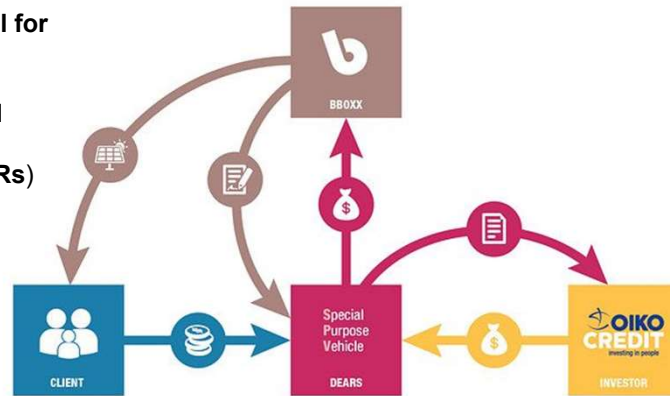 l for
l
Rs)
b
BBOXX
$
Special
Purpose
Vehicle
DEARS
CLIENT
$
OIKO
CREDIT
investing in people
INVESTOR